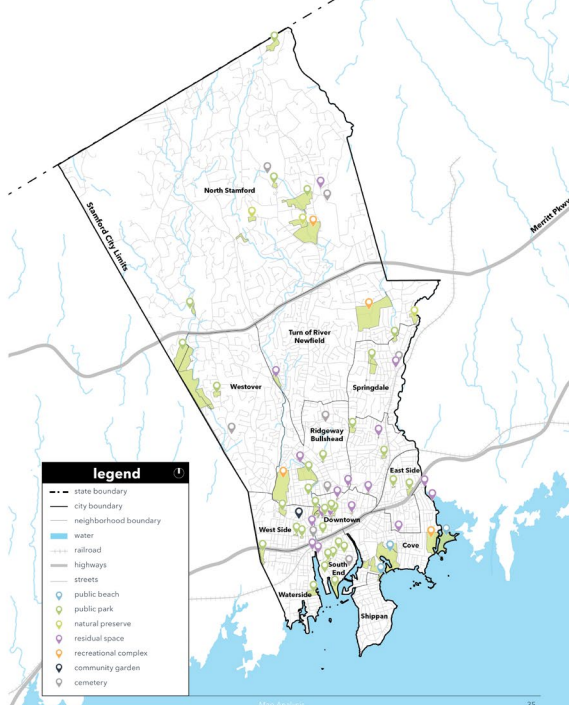 North Stamford
Stamford City Limits
Merritt Pkwy
Turn of River
Newfield
Westover
Springdale
Ridgeway
Bullshead
East Side
West Side
Downtown
Cove
South
End
Waterside
Shippan
legend
state boundary
city boundary
neighborhood boundary
water
railroad
highways
streets
public beach
public park
natural preserve
residual space
recreational complex
community garden
cemetery
35